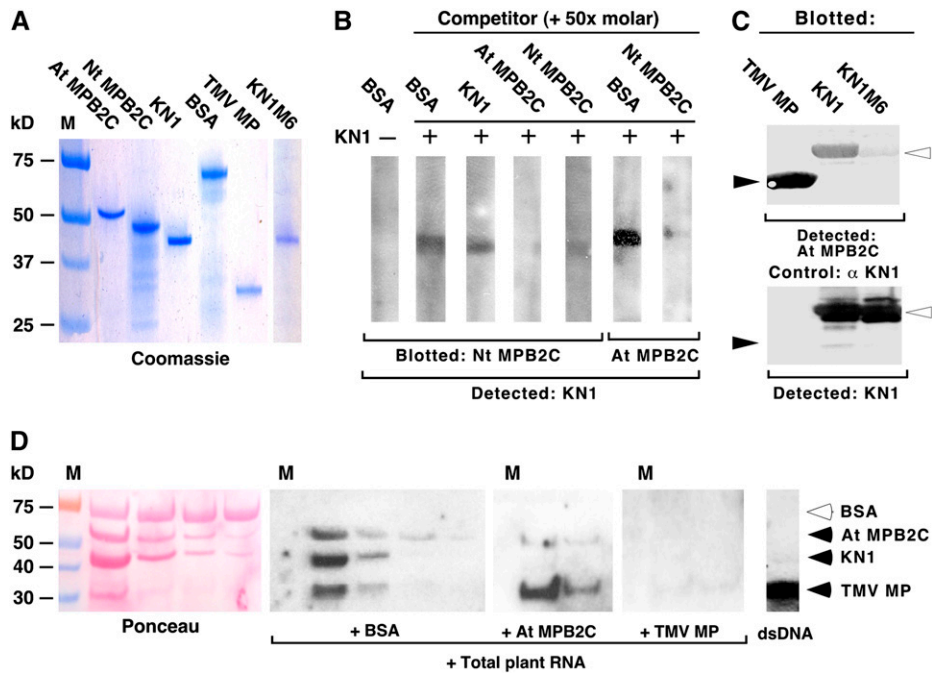 A
At MPB2C
Nt MPB2C
KN1
BSA
TMV MP
KN1M6
kD
M
75
50
37
25
Coomassie
B
Competitor (+ 50x molar)
BSA
BSA
KN1
At MPB2C
Nt MPB2C
BSA
Nt MPB2C
KN1 — + + + + + +
Blotted: Nt MPB2C
At MPB2C
Detected: KN1
C
Blotted:
TMV MP
KN1
KN1M6
Detected:
At MPB2C
Control: α KN1
Detected: KN1
D
kD
M
M
M
M
75
50
40
30
BSA
At MPB2C
KN1
TMV MP
Ponceau
+ BSA
+ At MPB2C
+ TMV MP
dsDNA
+ Total plant RNA